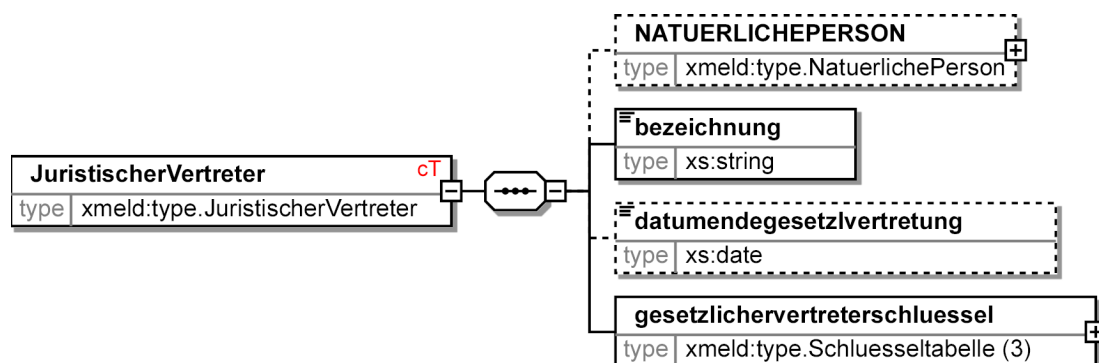 NATUERLICHEPERSON
type xmeld:type.NatuerlichePerson
bezeichnung
type xs:string
JuristischerVertreter cT
type xmeld:type.JuristischerVertreter
datumendegesetzlvertretung
type xs:date
gesetzlichervertreterschluessel
type xmeld:type.Schluesseltabelle (3)